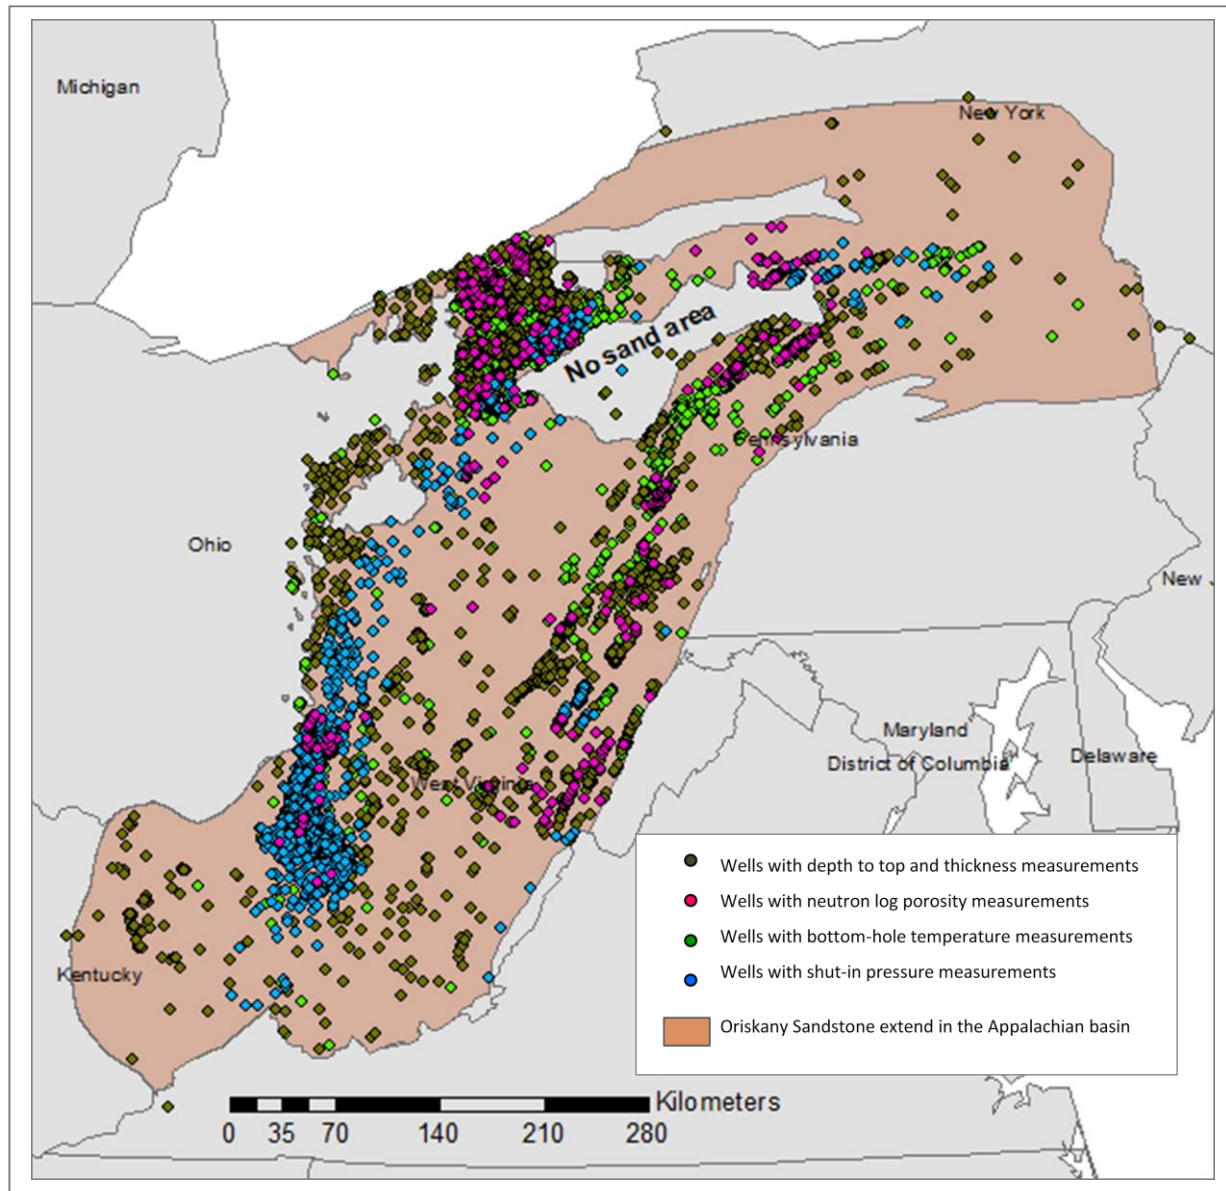 Michigan
New York
No sand area
Pennsylvania
Ohio
New J
Maryland
District of Columbia
Delaware
West Virginia
Kentucky
Wells with depth to top and thickness measurements
Wells with neutron log porosity measurements
Wells with bottom-hole temperature measurements
Wells with shut-in pressure measurements
Oriskany Sandstone extend in the Appalachian basin
Kilometers
0 35 70 140 210 280